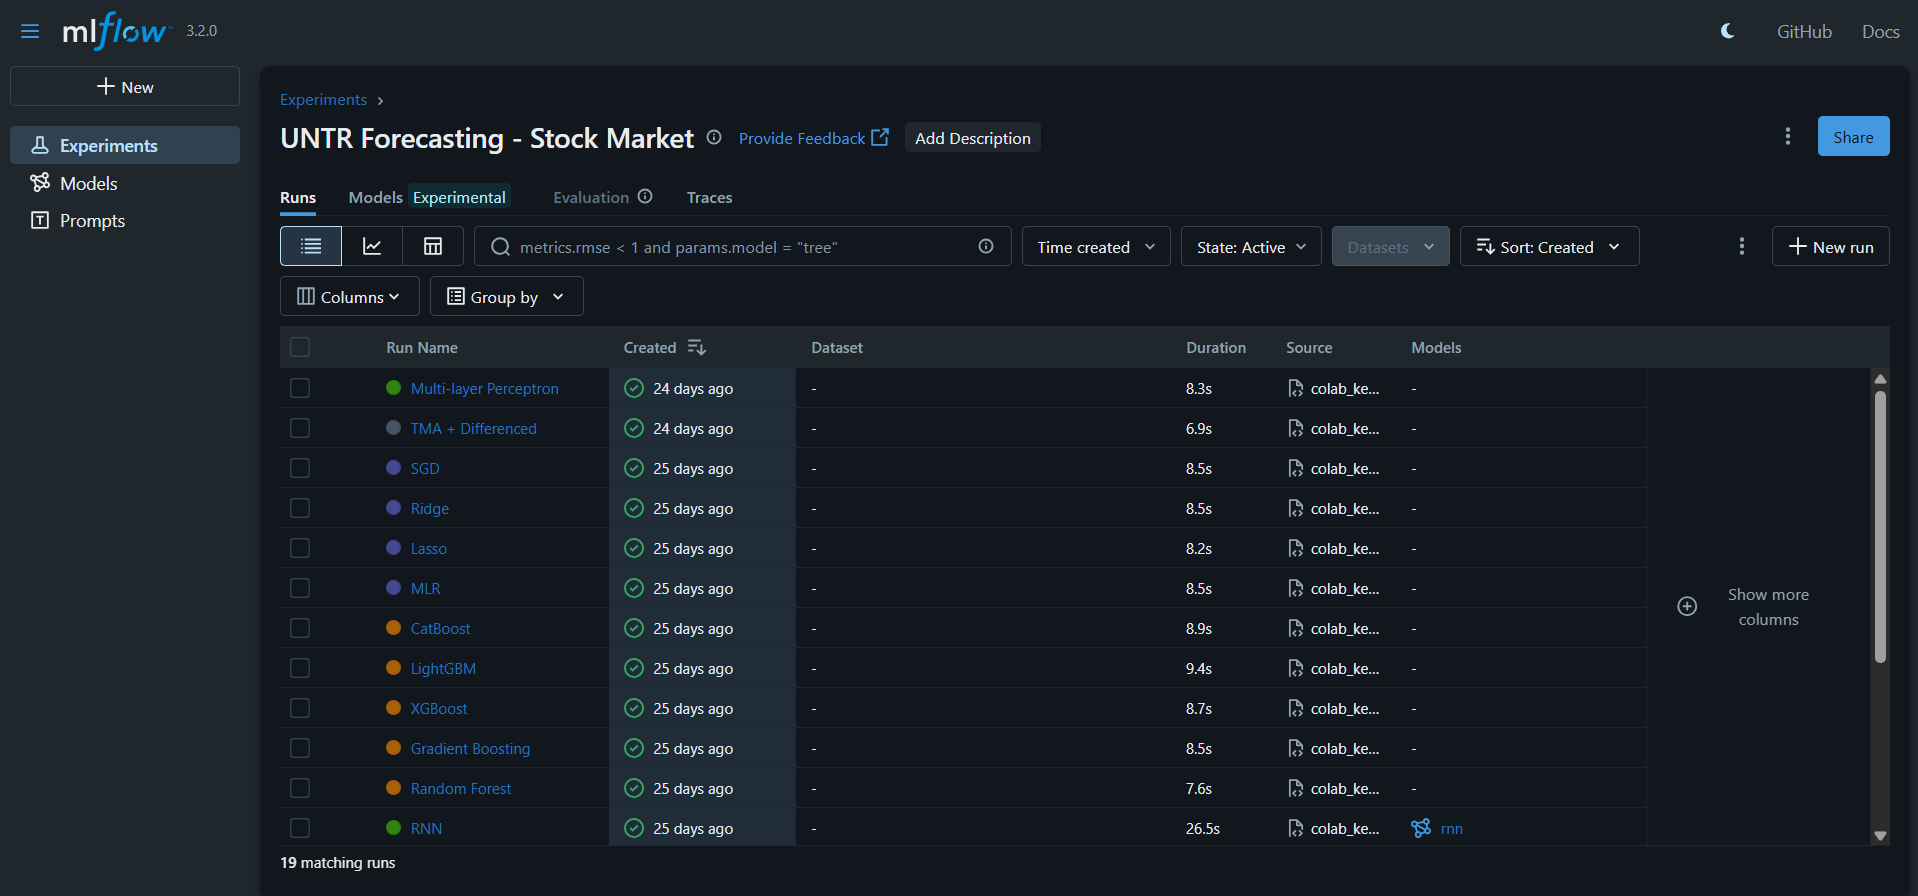 mlflow™ 3.2.0
GitHub Docs
New
Experiments
Models
Prompts
Experiments ›
UNTR Forecasting - Stock Market Provide Feedback Add Description
Share
Runs Models Experimental Evaluation Traces
metrics.rmse < 1 and params.model = "tree" Time created State: Active Datasets Sort: Created New run
Columns Group by
Run Name Created Dataset Duration Source Models
Multi-layer Perceptron 24 days ago - 8.3s colab_ke... -
TMA + Differenced 24 days ago - 6.9s colab_ke... -
SGD 25 days ago - 8.5s colab_ke... -
Ridge 25 days ago - 8.5s colab_ke... -
Lasso 25 days ago - 8.2s colab_ke... -
MLR 25 days ago - 8.5s colab_ke... -
CatBoost 25 days ago - 8.9s colab_ke... -
LightGBM 25 days ago - 9.4s colab_ke... -
XGBoost 25 days ago - 8.7s colab_ke... -
Gradient Boosting 25 days ago - 8.5s colab_ke... -
Random Forest 25 days ago - 7.6s colab_ke... -
RNN 25 days ago - 26.5s colab_ke... rnn
Show more
columns
19 matching runs